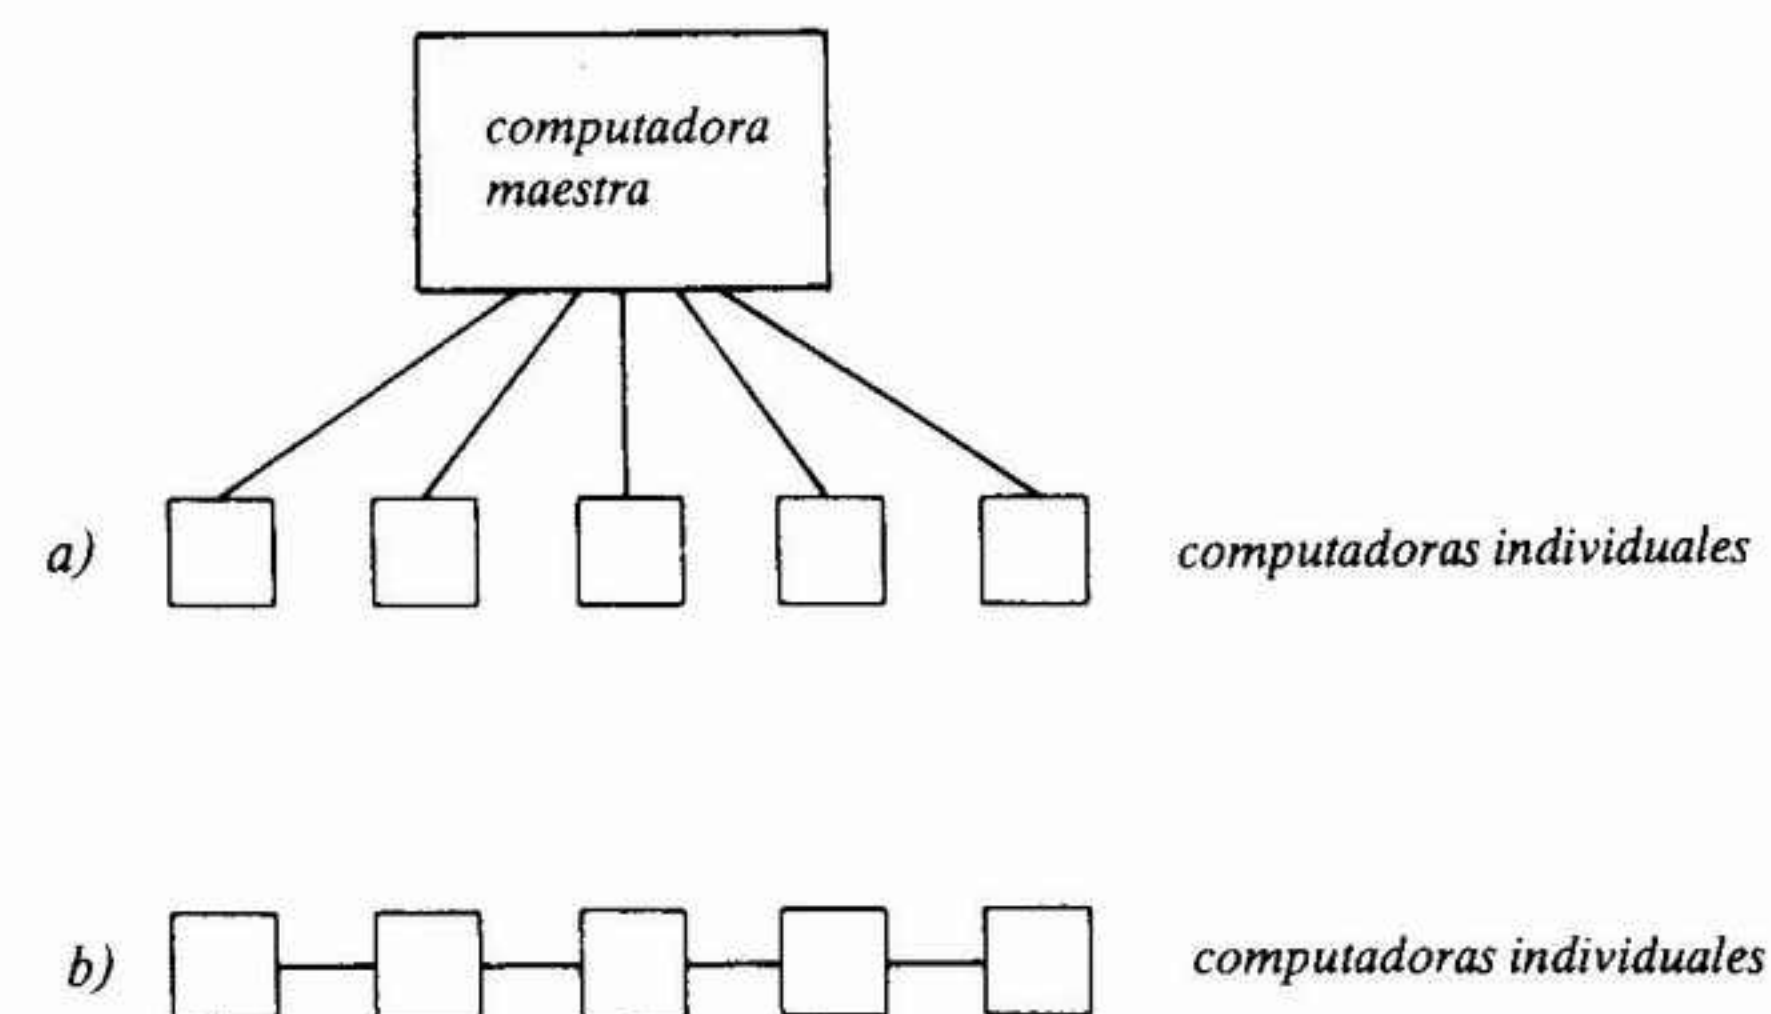 computadora
maestra
a)
computadoras individuales
b)
computadoras individuales